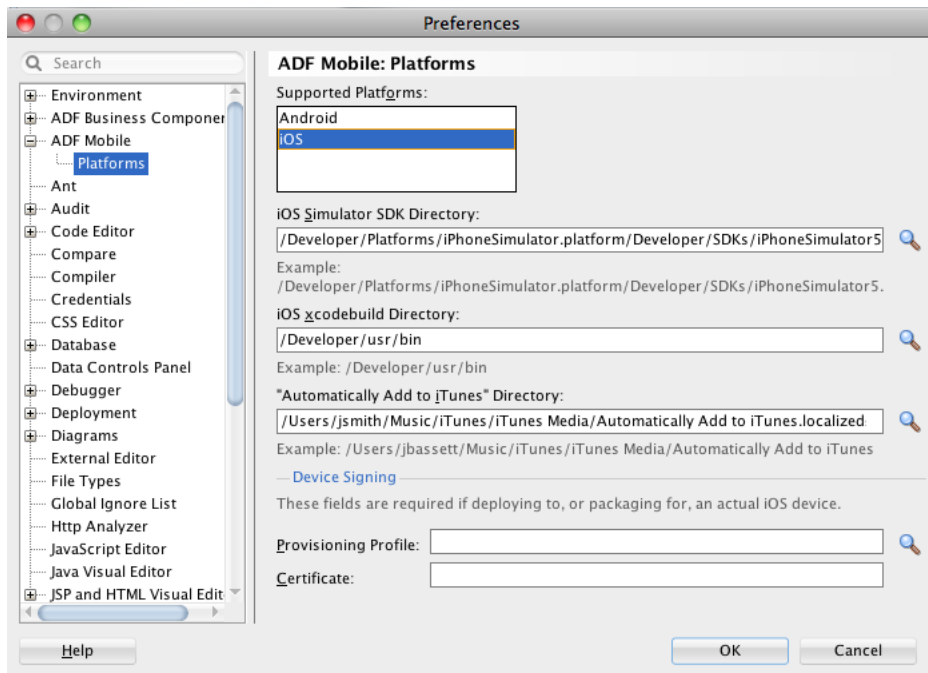 Preferences
Search
Environment
ADF Business Componer
ADF Mobile
Platforms
Ant
Audit
Code Editor
Compare
Compiler
Credentials
CSS Editor
Database
Data Controls Panel
Debugger
Deployment
Diagrams
External Editor
File Types
Global Ignore List
Http Analyzer
JavaScript Editor
Java Visual Editor
JSP and HTML Visual Edit
ADF Mobile: Platforms
Supported Platforms:
Android
iOS
iOS Simulator SDK Directory:
/Developer/Platforms/iPhoneSimulator.platform/Developer/SDKs/iPhoneSimulator5
Example:
/Developer/Platforms/iPhoneSimulator.platform/Developer/SDKs/iPhoneSimulator5.
iOS xcodebuild Directory:
/Developer/usr/bin
Example: /Developer/usr/bin
"Automatically Add to iTunes" Directory:
/Users/jsmith/Music/iTunes/iTunes Media/Automatically Add to iTunes.localized
Example: /Users/jbassett/Music/iTunes/iTunes Media/Automatically Add to iTunes
Device Signing
These fields are required if deploying to, or packaging for, an actual iOS device.
Provisioning Profile:
Certificate:
Help
OK
Cancel